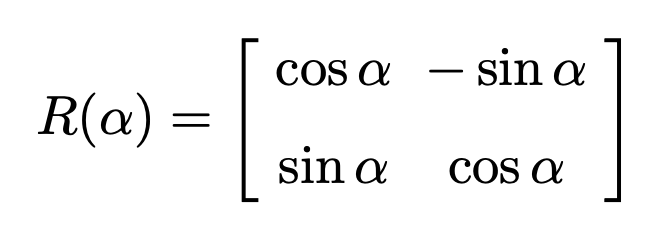 R(α) = [ cos α  − sin α
sin α  cos α ]